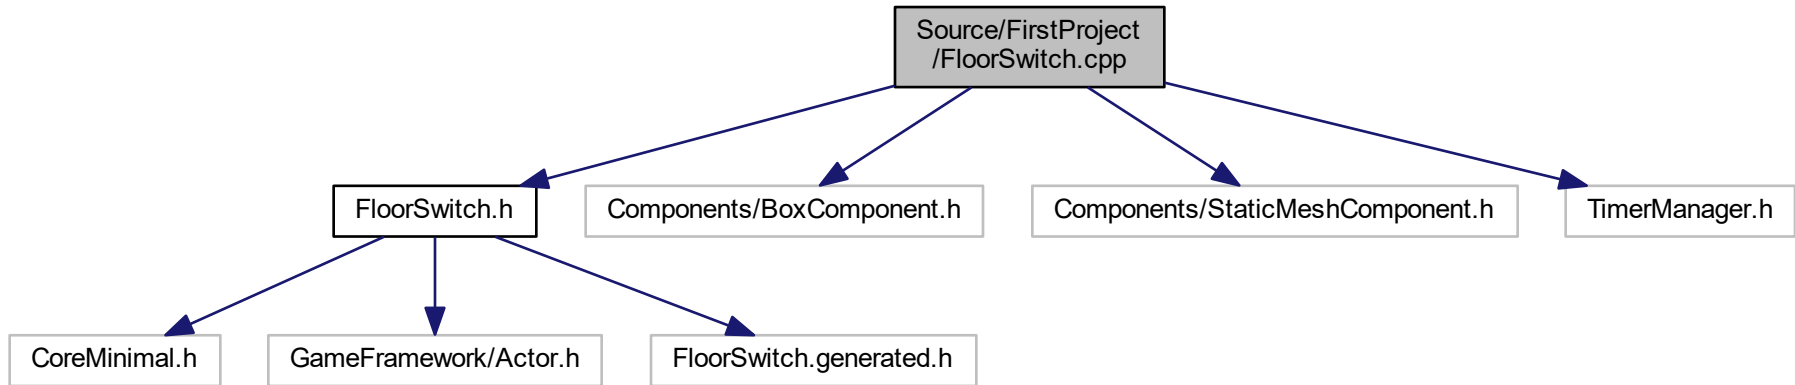 Source/FirstProject
/FloorSwitch.cpp
FloorSwitch.h
Components/BoxComponent.h
Components/StaticMeshComponent.h
TimerManager.h
CoreMinimal.h
GameFramework/Actor.h
FloorSwitch.generated.h